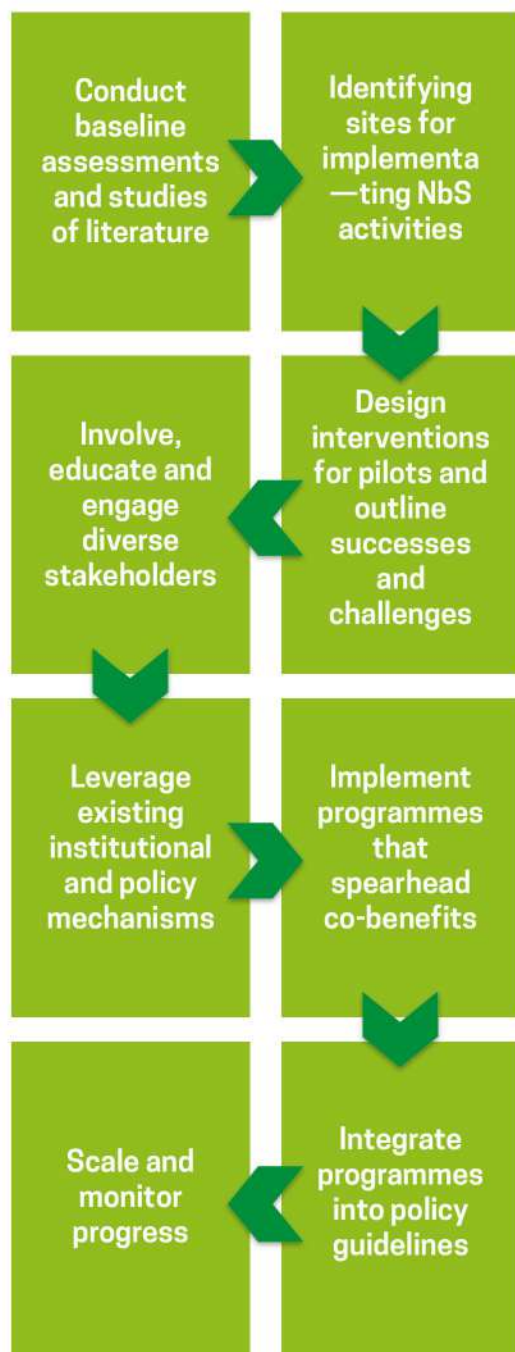 Conduct
baseline
assessments
and studies
of literature
Identifying
sites for
implementa
—ting NbS
activities
Design
interventions
for pilots and
outline
successes
and
challenges
Involve,
educate and
engage
diverse
stakeholders
Leverage
existing
institutional
and policy
mechanisms
Implement
programmes
that
spearhead
co-benefits
Integrate
programmes
into policy
guidelines
Scale and
monitor
progress